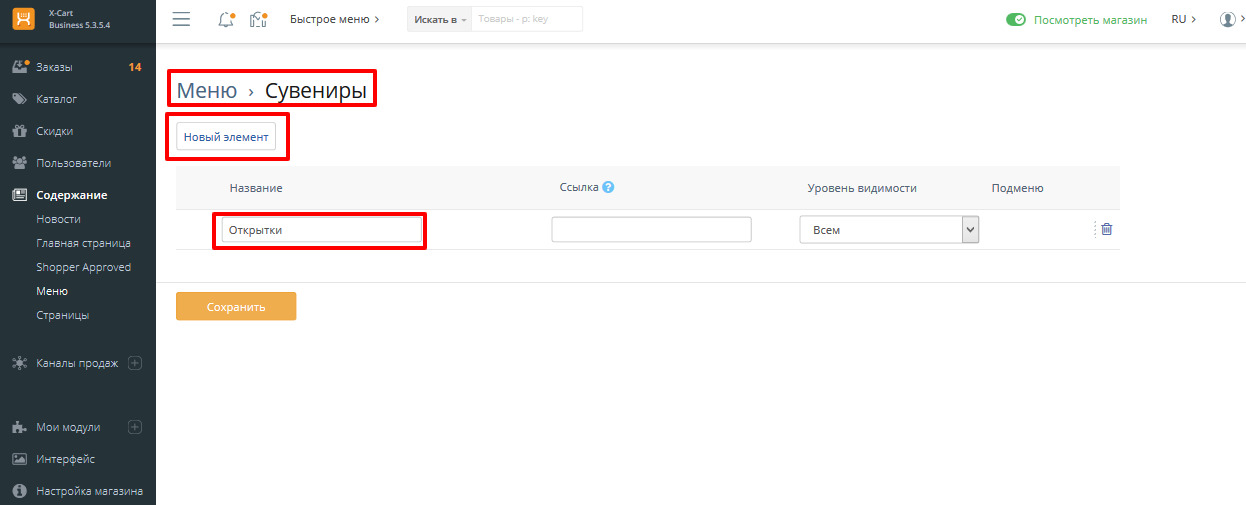 X-Cart
Business 5.3.5.4
Быстрое меню
Искать в
Товары - p: key
Посмотреть магазин
RU
Заказы
14
Каталог
Скидки
Пользователи
Содержание
Новости
Главная страница
Shopper Approved
Меню
Страницы
Каналы продаж
Мои модули
Интерфейс
Настройка магазина
Меню › Сувениры
Новый элемент
Название
Ссылка ?
Уровень видимости
Подменю
Открытки
Всем
Сохранить